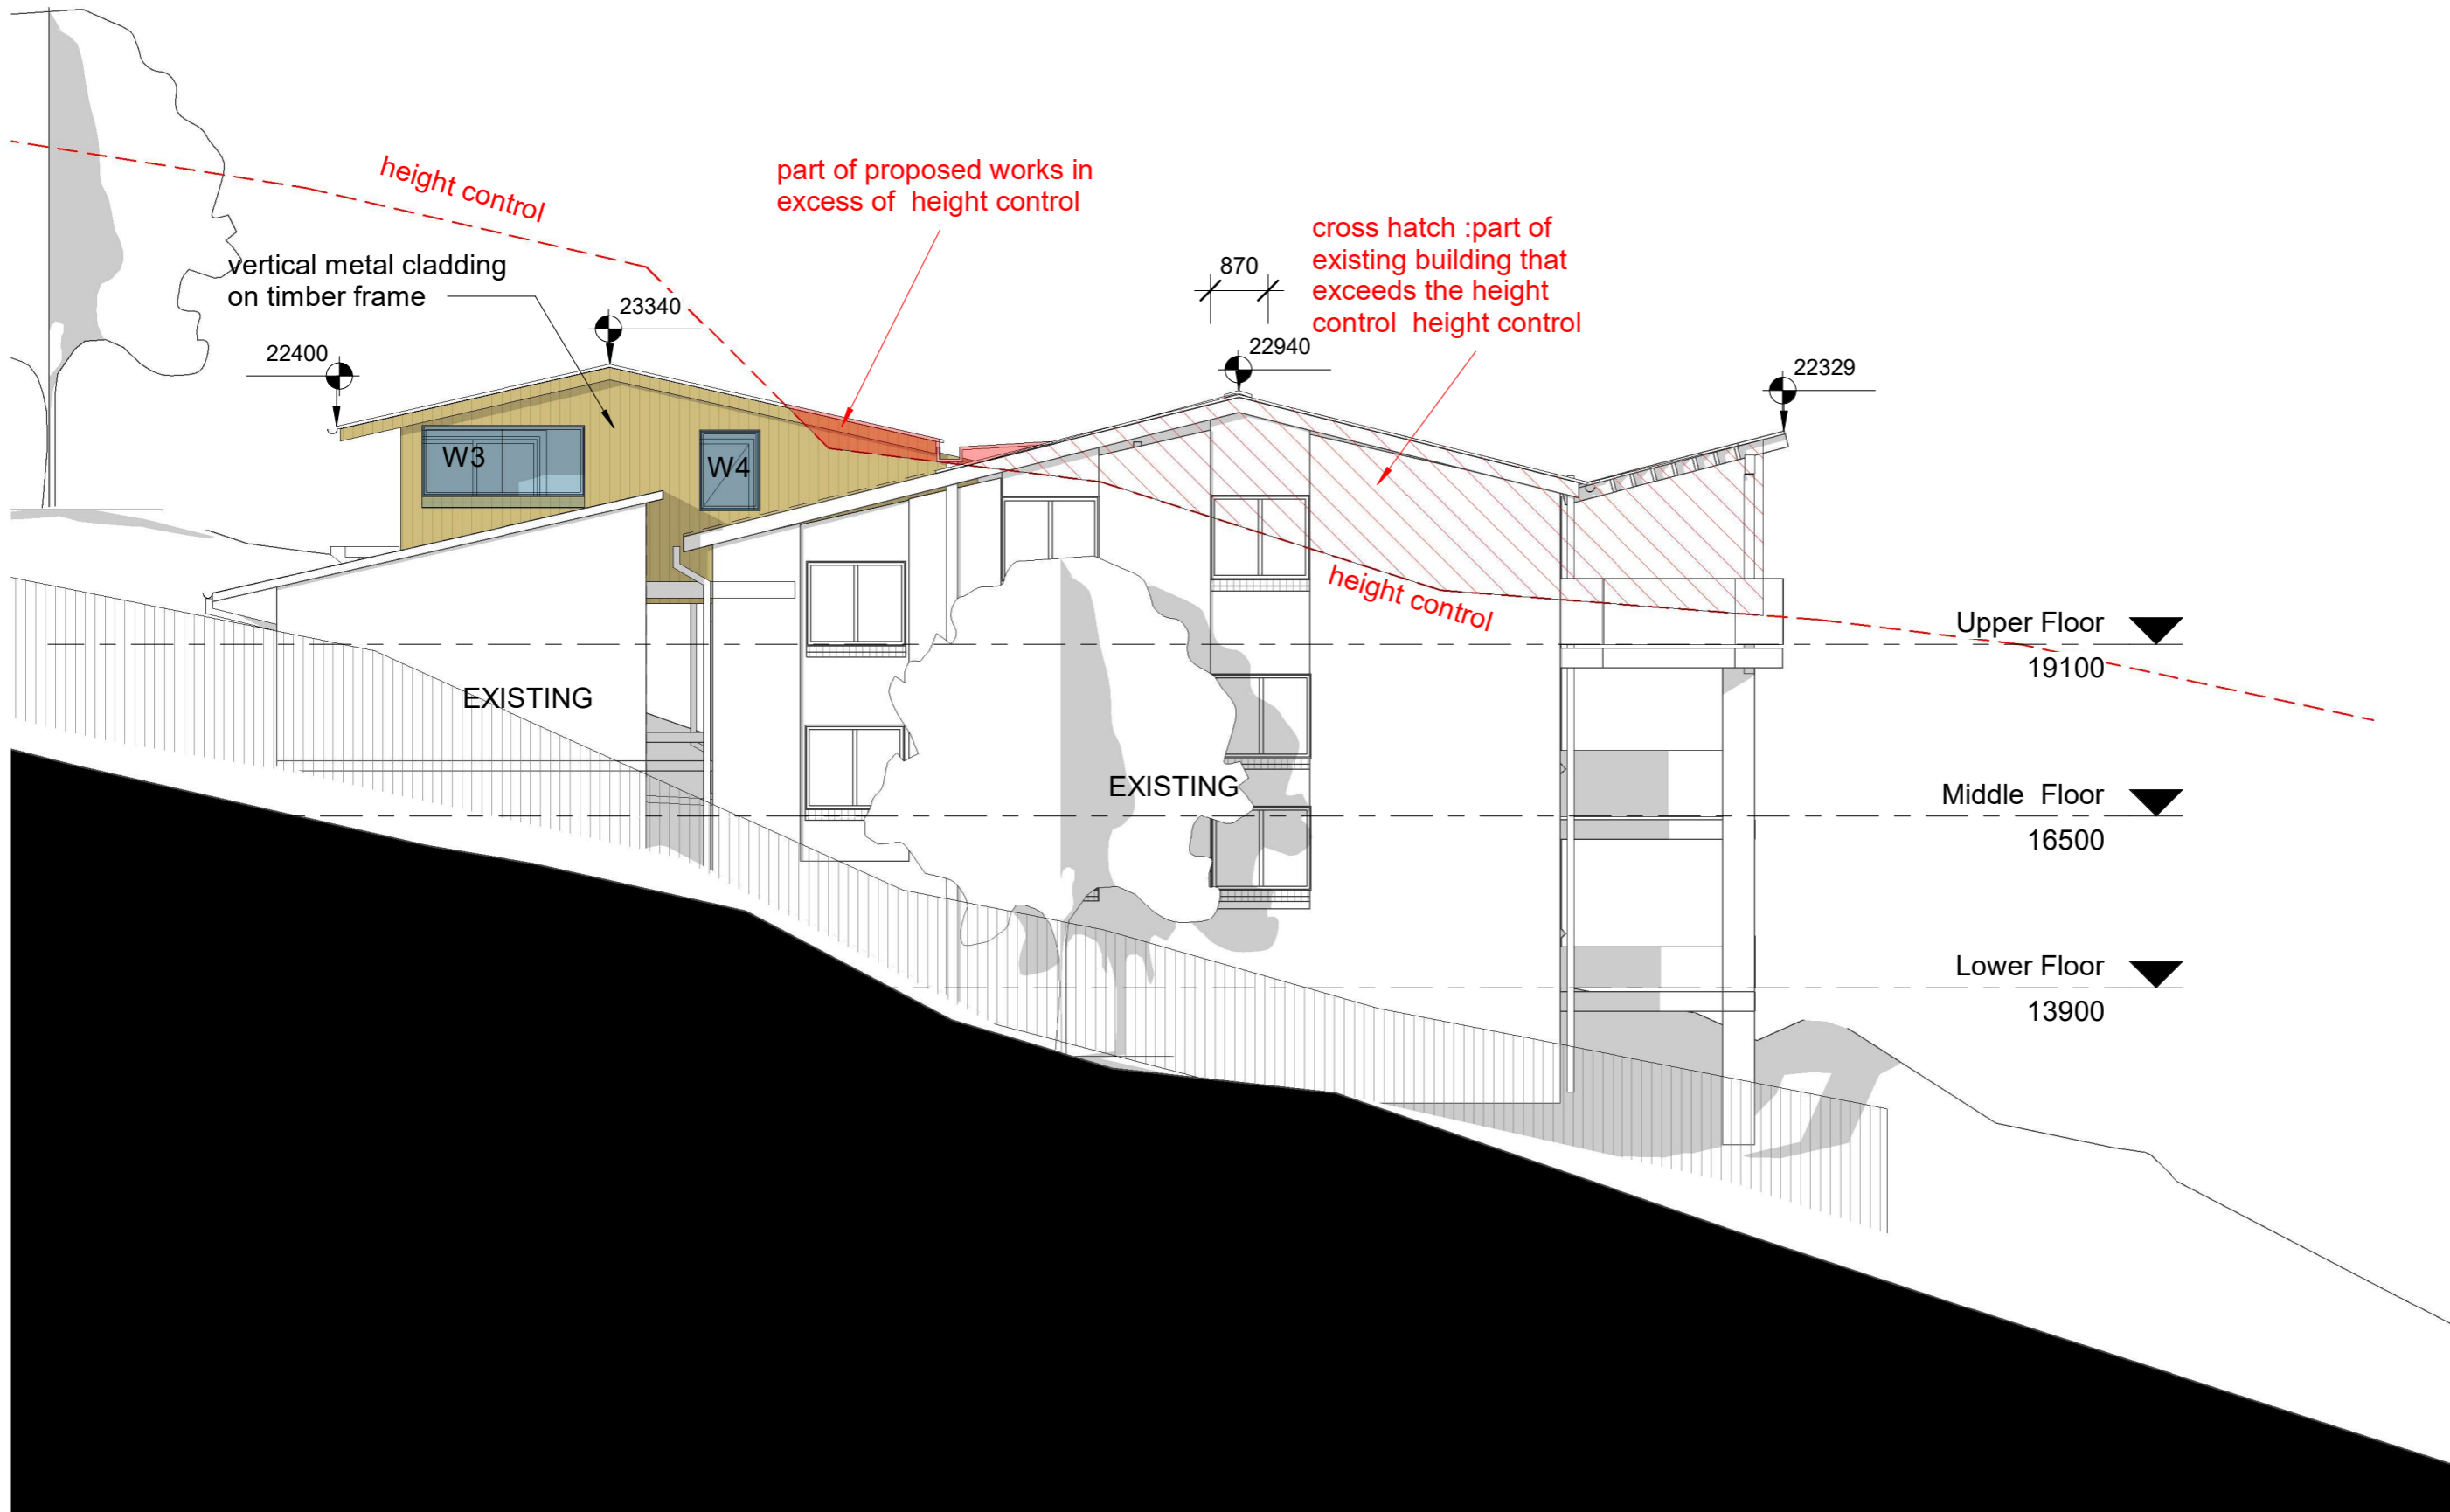 height control
part of proposed works in
excess of  height control
cross hatch :part of
existing building that
exceeds the height
control  height control
vertical metal cladding
on timber frame
870
23340
22400
22940
22329
W3
W4
height control
Upper Floor
19100
EXISTING
EXISTING
Middle  Floor
16500
Lower Floor
13900